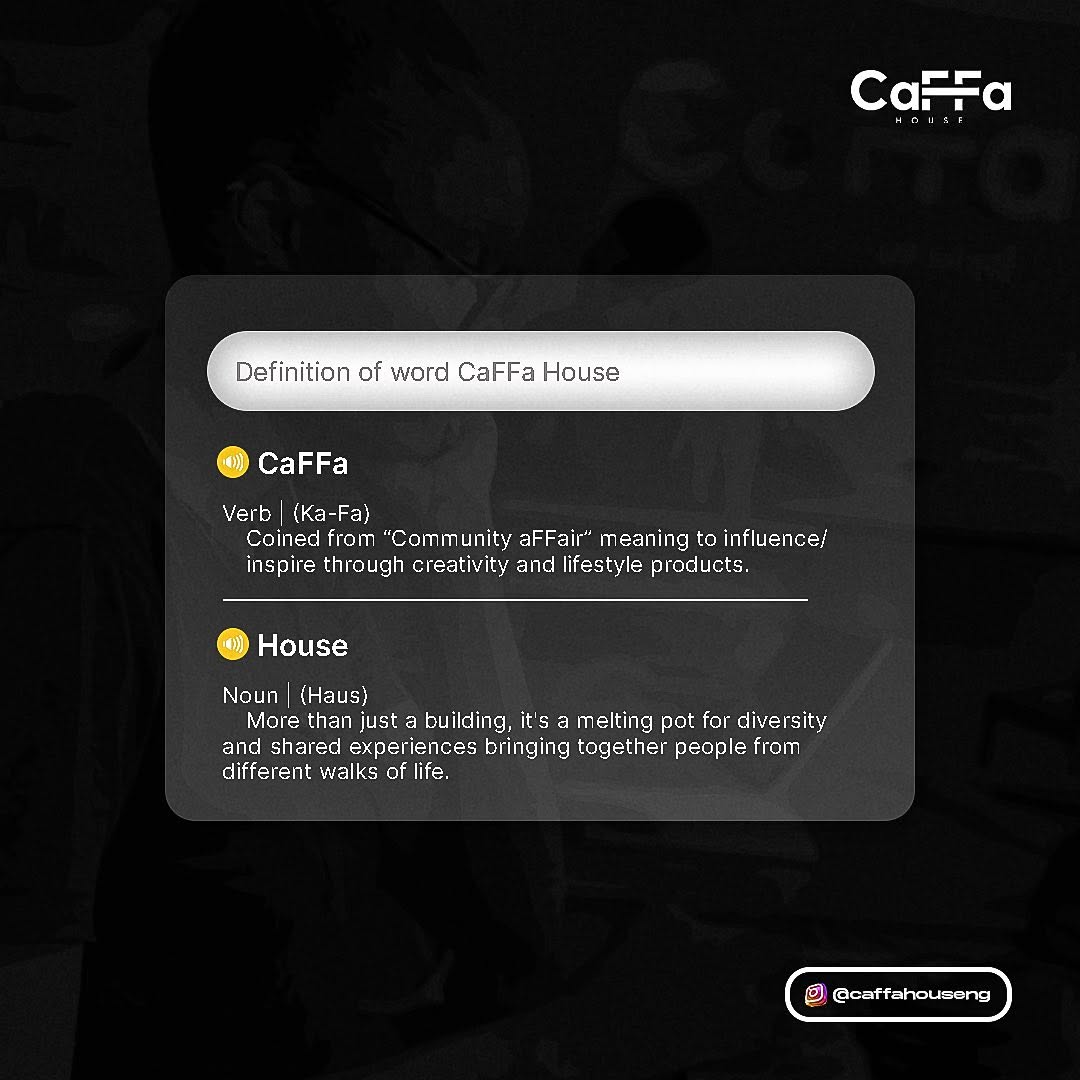 CaFFa
HOUSE
Definition of word CaFFa House
CaFFa
Verb | (Ka-Fa)
Coined from “Community aFFair” meaning to influence/
inspire through creativity and lifestyle products.
House
Noun | (Haus)
More than just a building, it's a melting pot for diversity
and shared experiences bringing together people from
different walks of life.
@caffahouseng